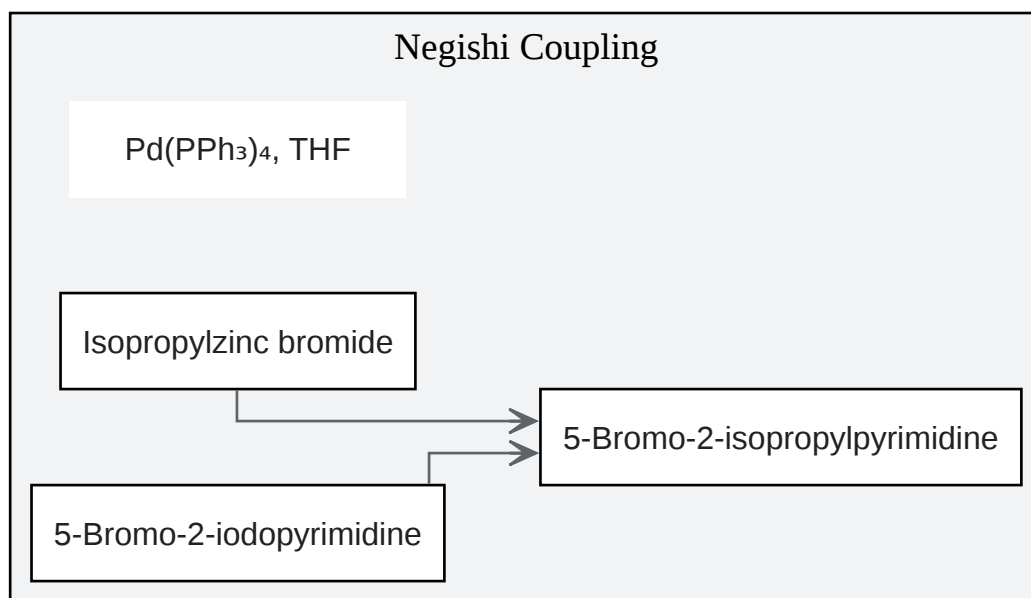 Negishi Coupling
Pd(PPh₃)₄, THF
Isopropylzinc bromide
5-Bromo-2-isopropylpyrimidine
5-Bromo-2-iodopyrimidine